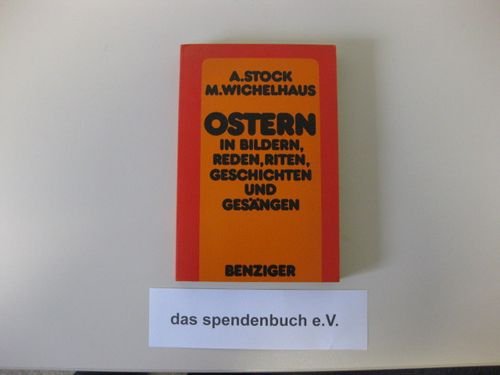 A.STOCK
M.WICHELHAUS
OSTERN
IN BILDERN,
REDEN, RITEN,
GESCHICHTEN
UND
GESÄNGEN
BENZIGER
das spendenbuch e.V.